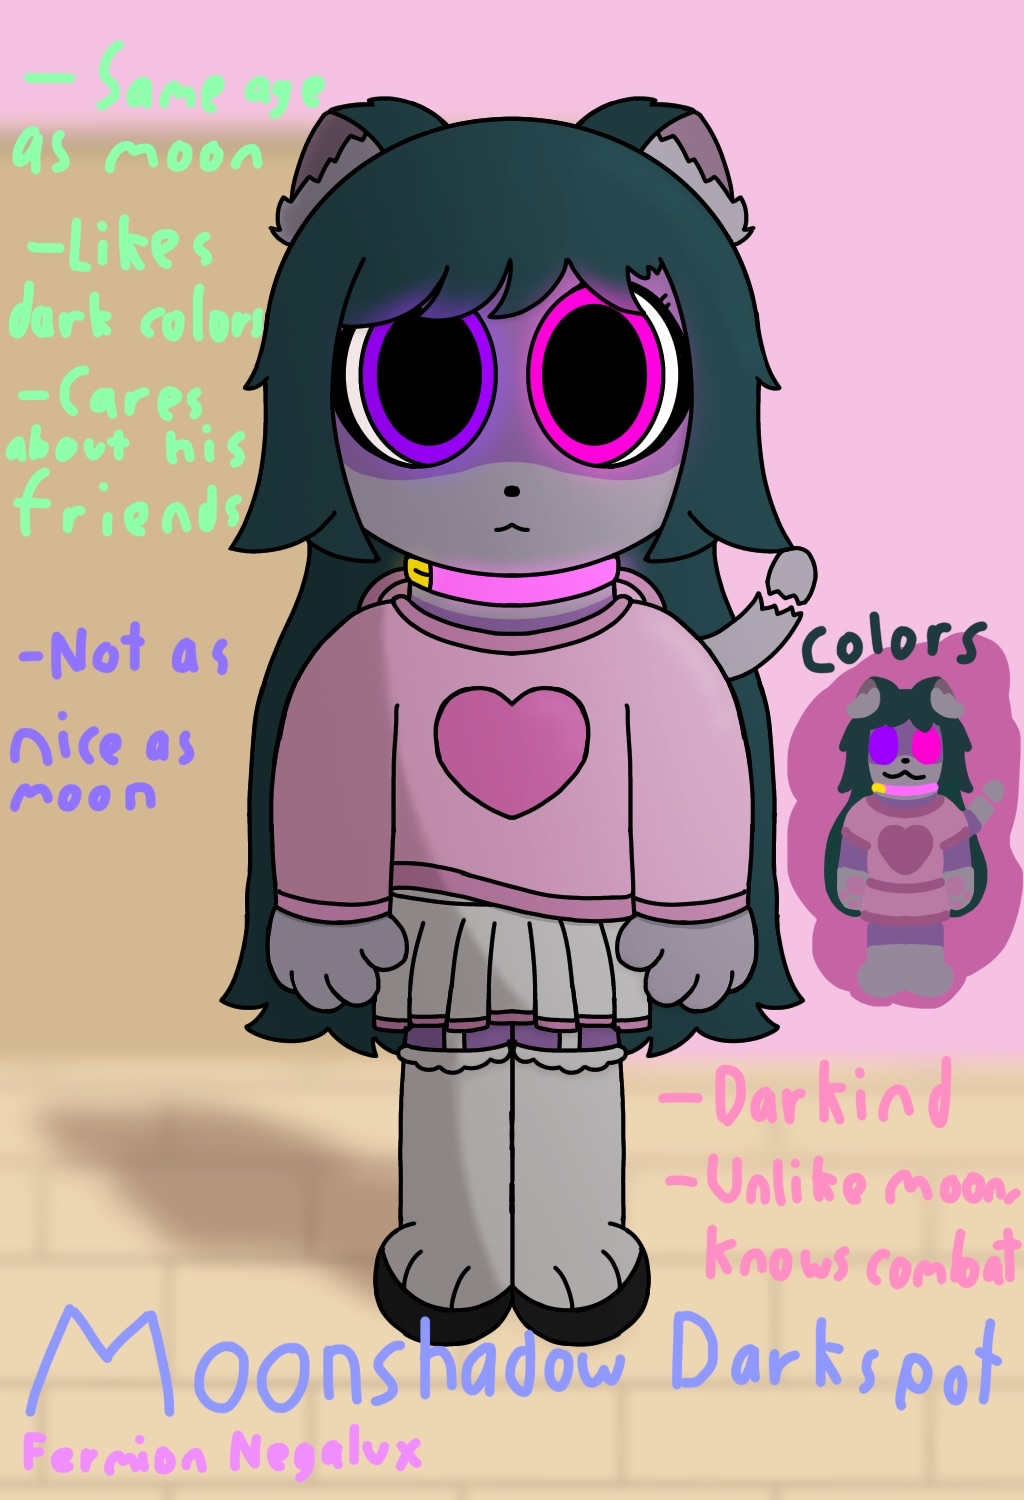 - Same age
as moon
- Likes
dark colors
- Cares
about his
friends
- Not as
nice as
moon
colors
- Darkind
- Unlike moon,
knows combat
Moonshadow Darkspot
Fermion Negalux